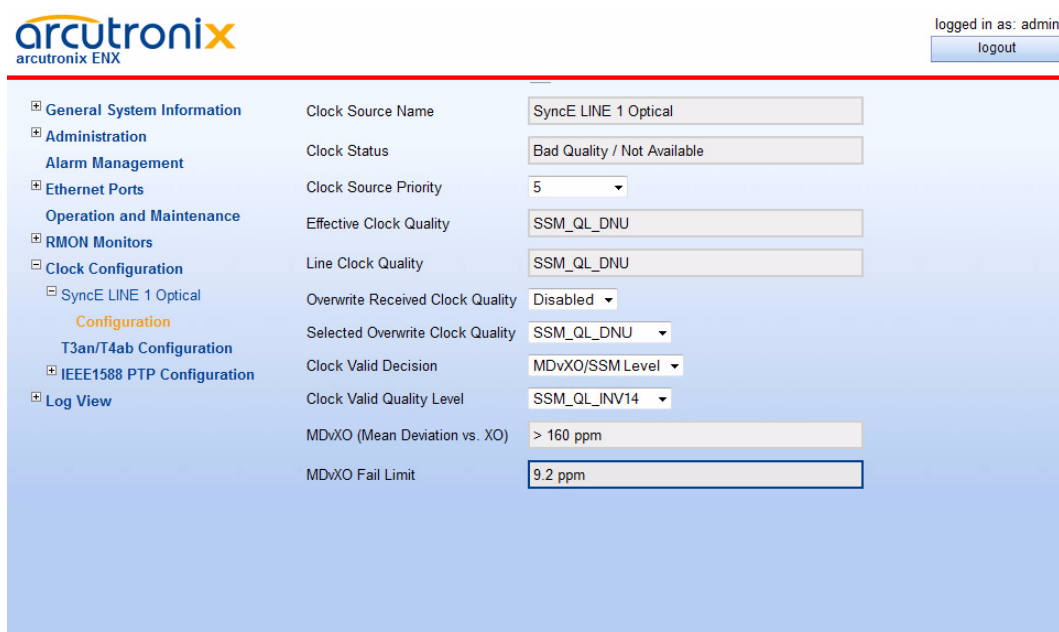 arcutronix
arcutronix ENX
logged in as: admin
logout
General System Information
Administration
Alarm Management
Ethernet Ports
Operation and Maintenance
RMON Monitors
Clock Configuration
SyncE LINE 1 Optical
Configuration
T3an/T4ab Configuration
IEEE1588 PTP Configuration
Log View
Clock Source Name SyncE LINE 1 Optical
Clock Status Bad Quality / Not Available
Clock Source Priority 5
Effective Clock Quality SSM_QL_DNU
Line Clock Quality SSM_QL_DNU
Overwrite Received Clock Quality Disabled
Selected Overwrite Clock Quality SSM_QL_DNU
Clock Valid Decision MDvXO/SSM Level
Clock Valid Quality Level SSM_QL_INV14
MDvXO (Mean Deviation vs. XO) > 160 ppm
MDvXO Fail Limit 9.2 ppm